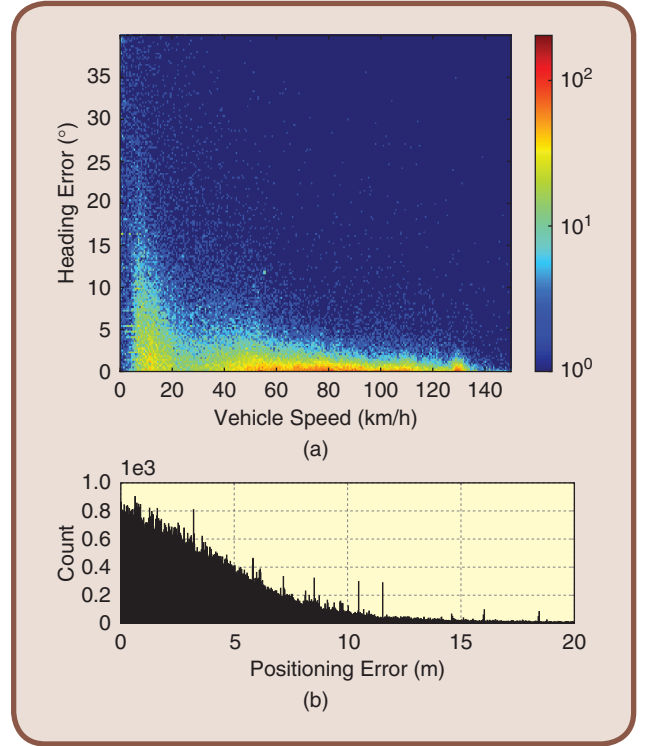 35
30
25
20
15
10
5
0
Heading Error (°)
0 20 40 60 80 100 120 140
Vehicle Speed (km/h)
10²
10¹
10⁰
(a)
1e3
1.0
0.8
0.6
0.4
0.2
0
Count
0 5 10 15 20
Positioning Error (m)
(b)